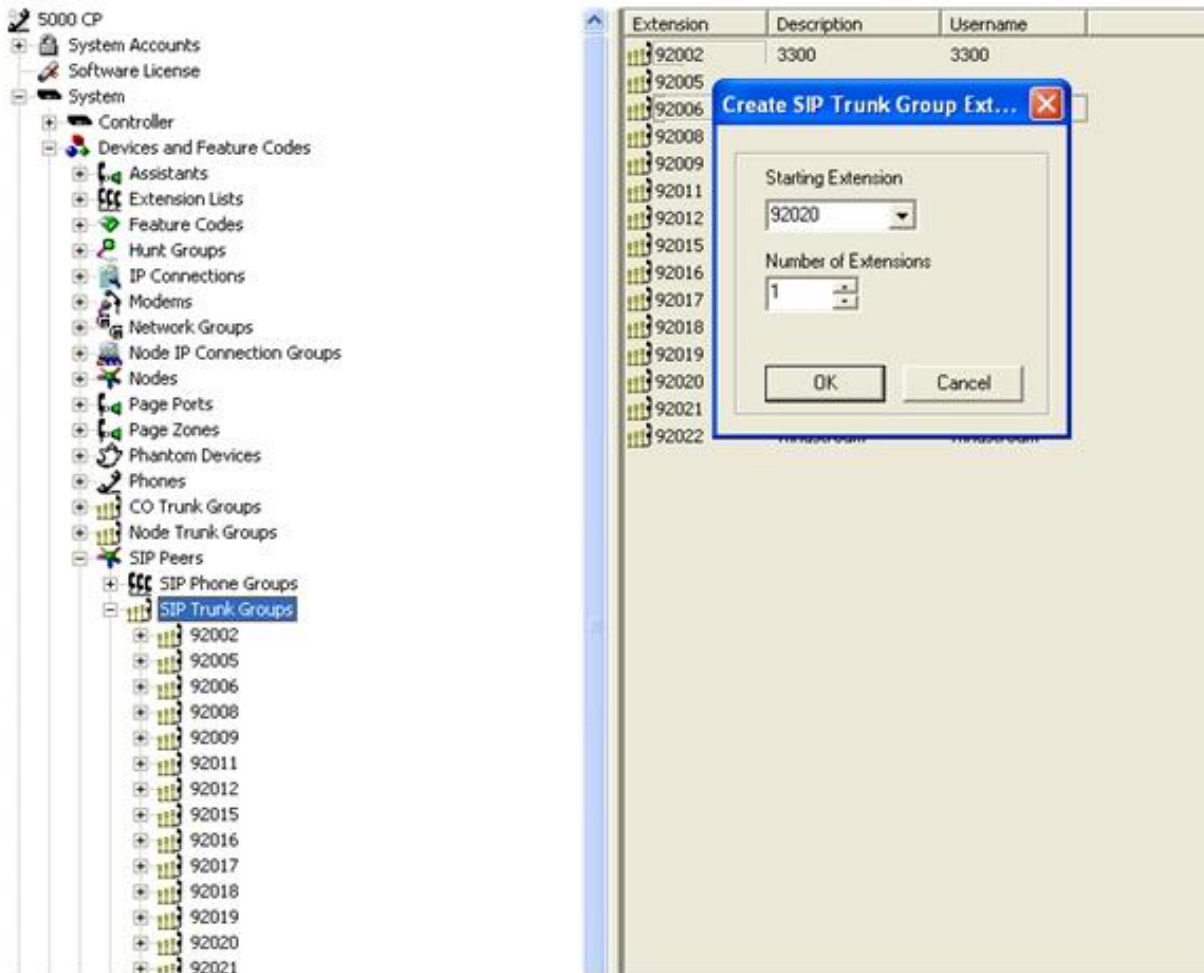 5000 CP
System Accounts
Software License
System
Controller
Devices and Feature Codes
Assistants
Extension Lists
Feature Codes
Hunt Groups
IP Connections
Modems
Network Groups
Node IP Connection Groups
Nodes
Page Ports
Page Zones
Phantom Devices
Phones
CO Trunk Groups
Node Trunk Groups
SIP Peers
SIP Phone Groups
SIP Trunk Groups
92002
92005
92006
92008
92009
92011
92012
92015
92016
92017
92018
92019
92020
92021
Extension Description Username
92002 3300 3300
92005
92006
92008
92009
92011
92012
92015
92016
92017
92018
92019
92020
92021
92022
Create SIP Trunk Group Ext...
Starting Extension
92020
Number of Extensions
1
OK Cancel